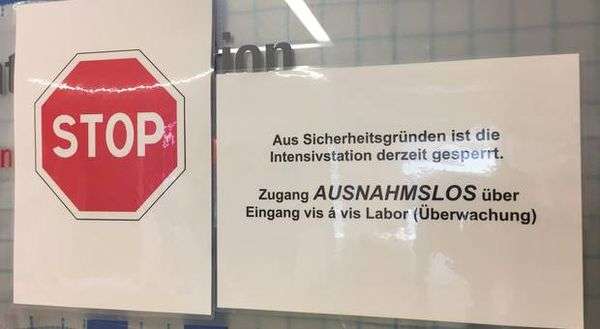 STOP
Aus Sicherheitsgründen ist die
Intensivstation derzeit gesperrt.
Zugang AUSNAHMSLOS über
Eingang vis á vis Labor (Überwachung)